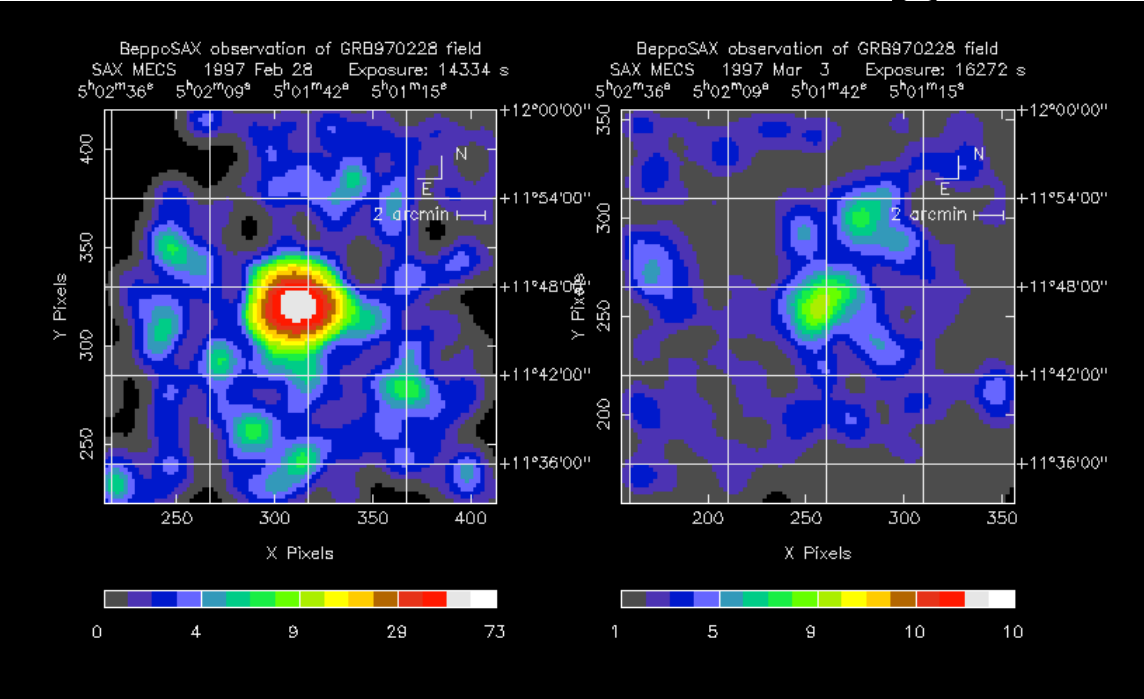 BeppoSAX observation of GRB970228 field
SAX MECS 1997 Feb 28 Exposure: 14334 s
5h02m36s 5h02m09s 5h01m42s 5h01m15s
+12°00'00"
N
E
+11°54'00"
2 arcmin
+11°48'00"
+11°42'00"
+11°36'00"
400
350
300
250
Y Pixels
250 300 350 400
X Pixels
0 4 9 29 73
BeppoSAX observation of GRB970228 field
SAX MECS 1997 Mar 3 Exposure: 16272 s
5h02m36s 5h02m09s 5h01m42s 5h01m15s
+12°00'00"
N
E
+11°54'00"
2 arcmin
+11°48'00"
+11°42'00"
+11°36'00"
350
300
250
200
Y Pixels
200 250 300 350
X Pixels
1 5 9 10 10